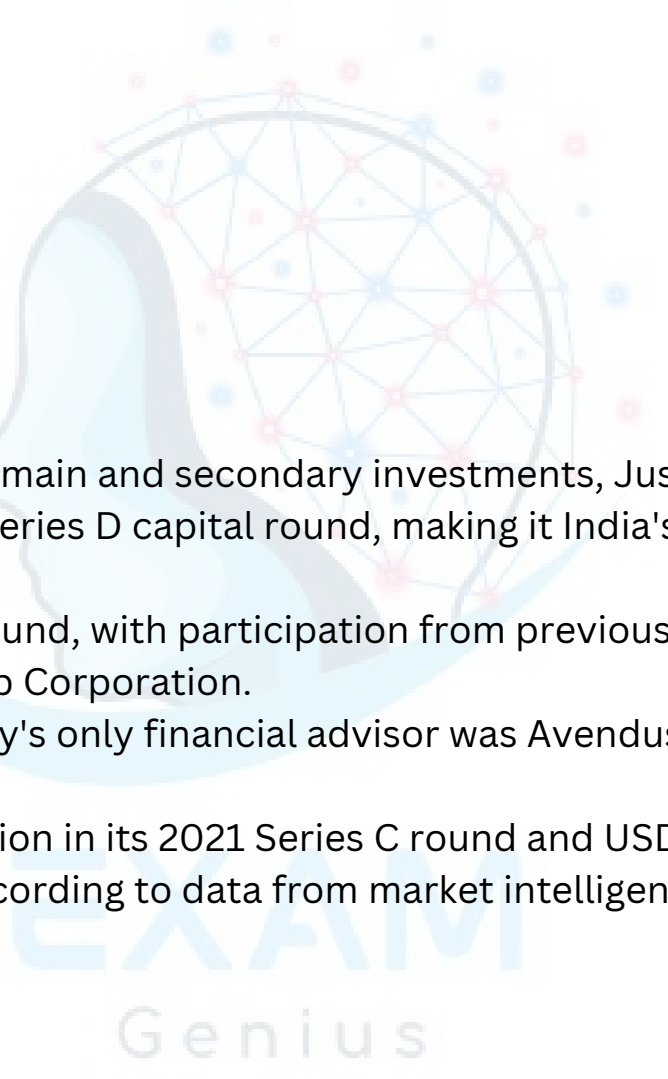 main and secondary investments, Jus
eries D capital round, making it India's
und, with participation from previous
p Corporation.
y's only financial advisor was Avendus
ion in its 2021 Series C round and USD
cording to data from market intelligen
EXAM
Genius